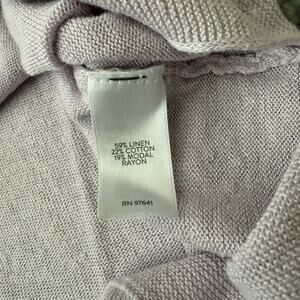 59% LINEN
22% COTTON
19% MODAL
RAYON
RN 97641